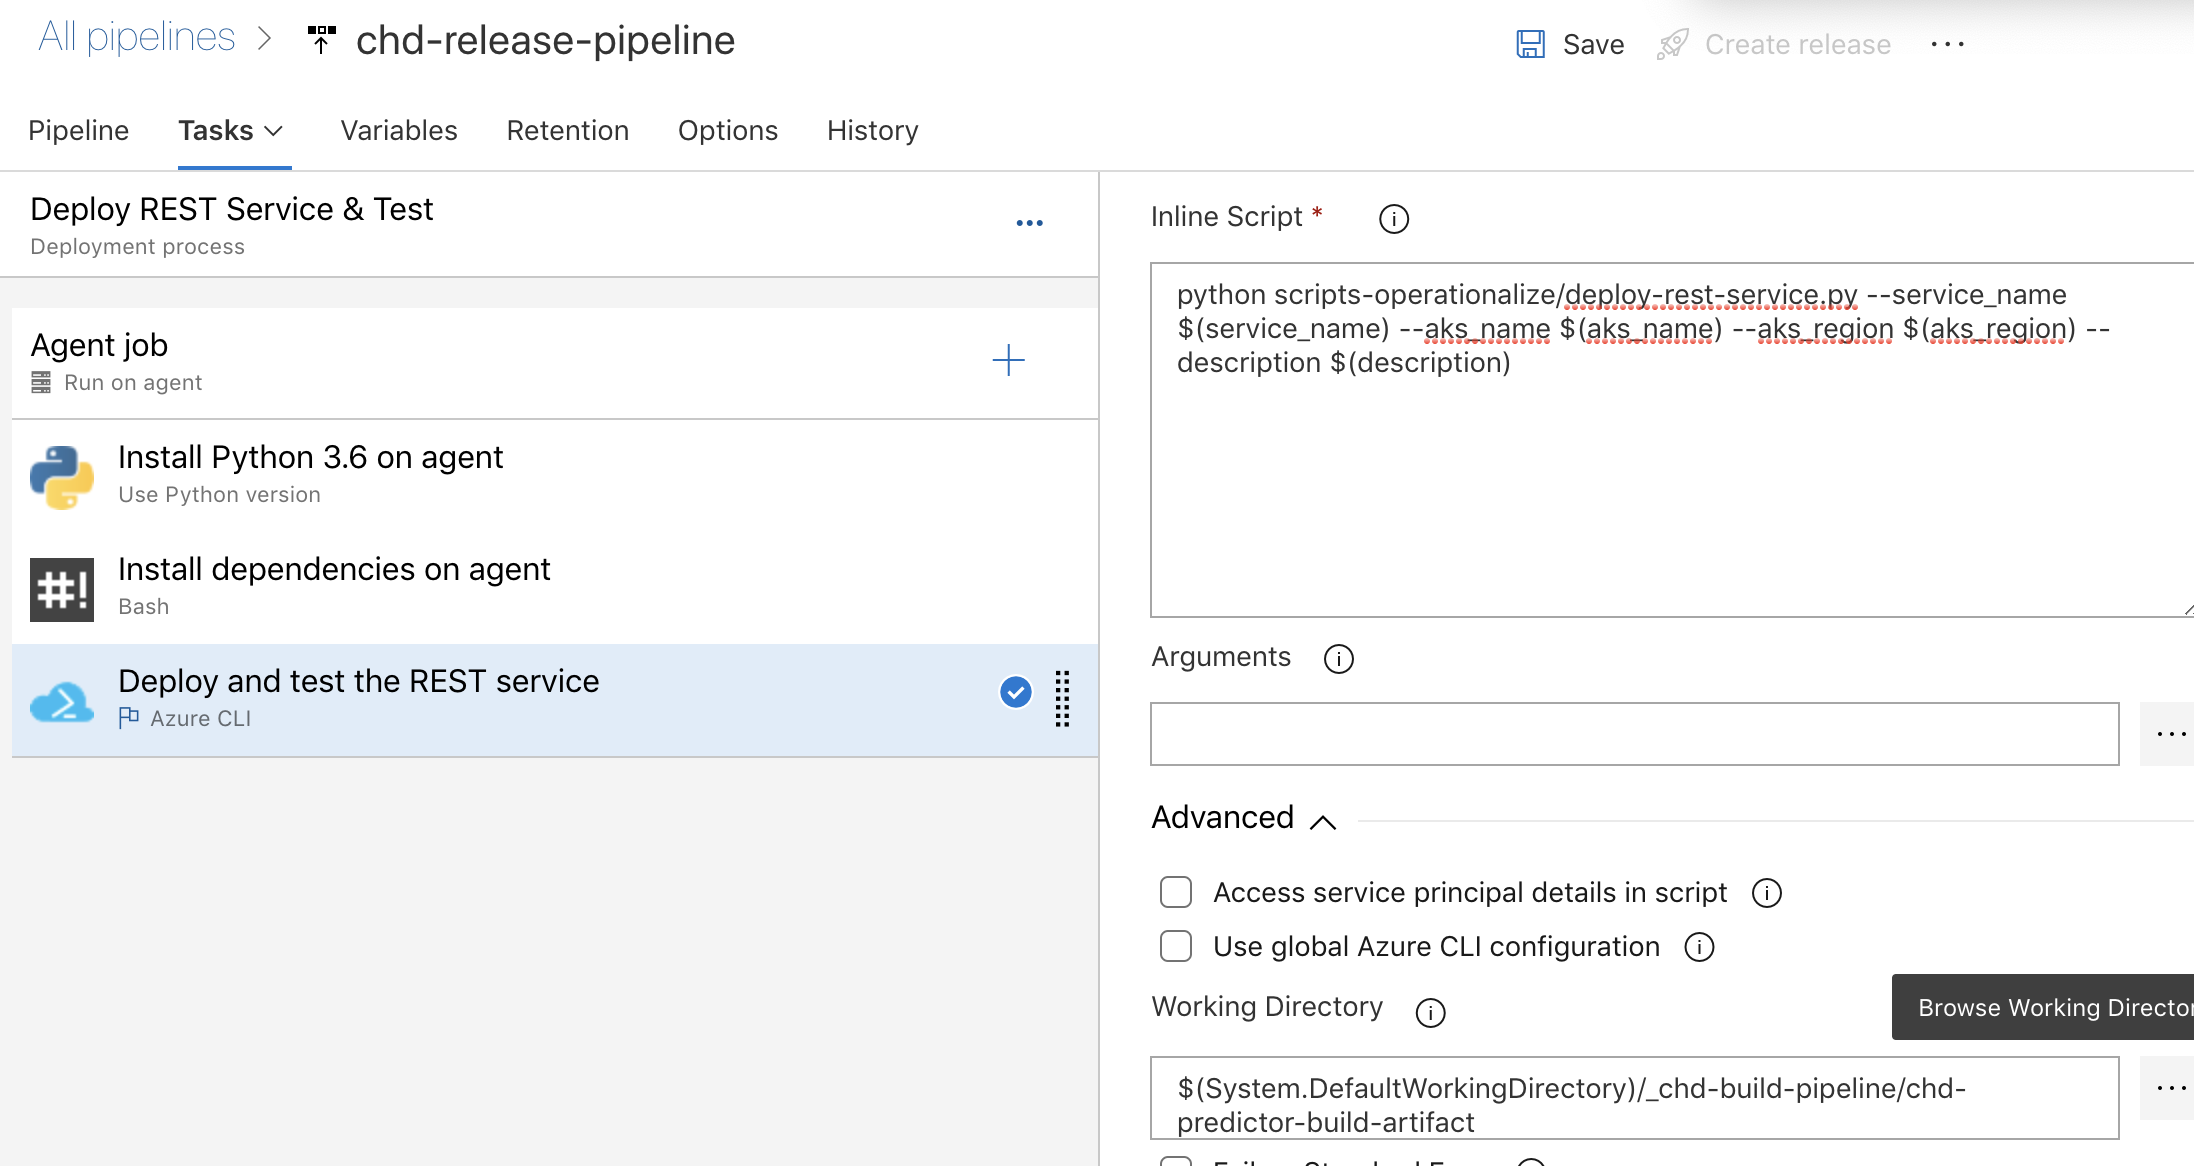 All pipelines
chd-release-pipeline
Save
Create release
Pipeline
Tasks
Variables
Retention
Options
History
Deploy REST Service & Test
Deployment process
Agent job
Run on agent
Install Python 3.6 on agent
Use Python version
#!
Install dependencies on agent
Bash
Deploy and test the REST service
Azure CLI
Inline Script *
python scripts-operationalize/deploy-rest-service.py --service_name
$(service_name) --aks_name $(aks_name) --aks_region $(aks_region) --
description $(description)
Arguments
Advanced
Access service principal details in script
Use global Azure CLI configuration
Working Directory
Browse Working Director
$(System.DefaultWorkingDirectory)/_chd-build-pipeline/chd-
predictor-build-artifact